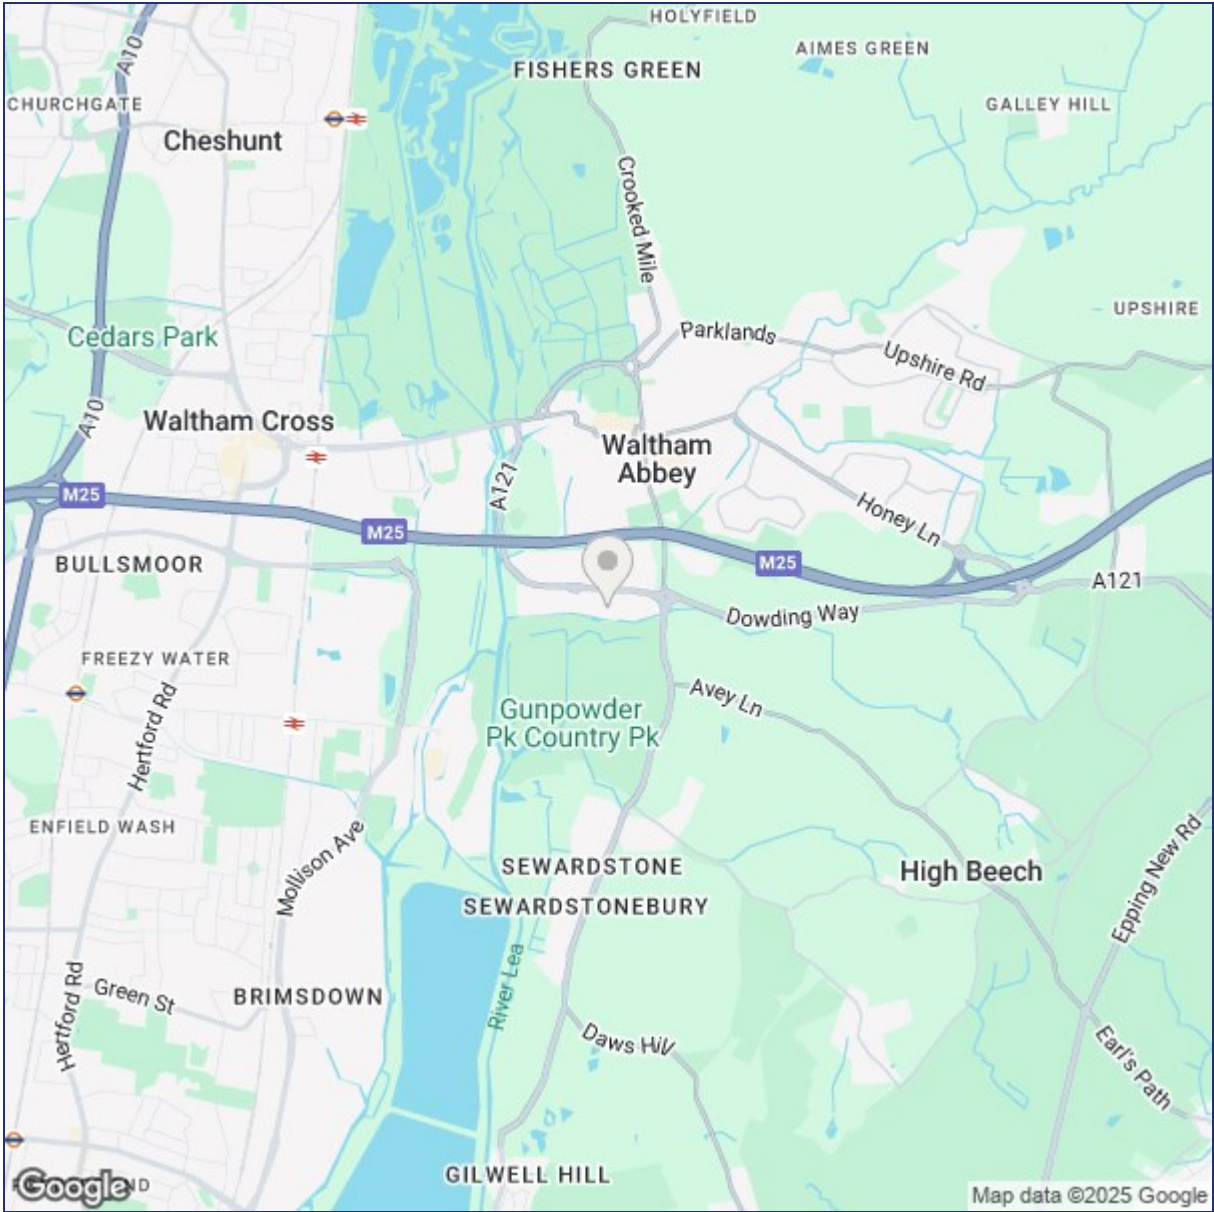 HOLYFIELD
AIMES GREEN
A10
FISHERS GREEN
CHURCHGATE
GALLEY HILL
Cheshunt
Crooked Mile
UPSHIRE
Cedars Park
Parklands
Upshire Rd
A10
Waltham Cross
Waltham
Abbey
A121
M25
Honey Ln
M25
M25
BULLSMOOR
A121
Dowding Way
FREEZY WATER
Hertford Rd
Avey Ln
Gunpowder
Pk Country Pk
ENFIELD WASH
Mollison Ave
SEWARDSTONE
High Beech
Epping New Rd
SEWARDSTONEBURY
River Lea
Hertford Rd
Green St
BRIMSDOWN
Daws Hil
Earl's Path
GILWELL HILL
Google
Map data ©2025 Google